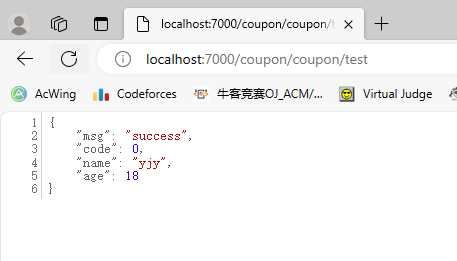 localhost:7000/coupon/coupon/t
localhost:7000/coupon/coupon/test
AcWing Codeforces 牛客竞赛OJ_ACM/... Virtual Judge
1 {
2 "msg": "success",
3 "code": 0,
4 "name": "yjy",
5 "age": 18
6 }